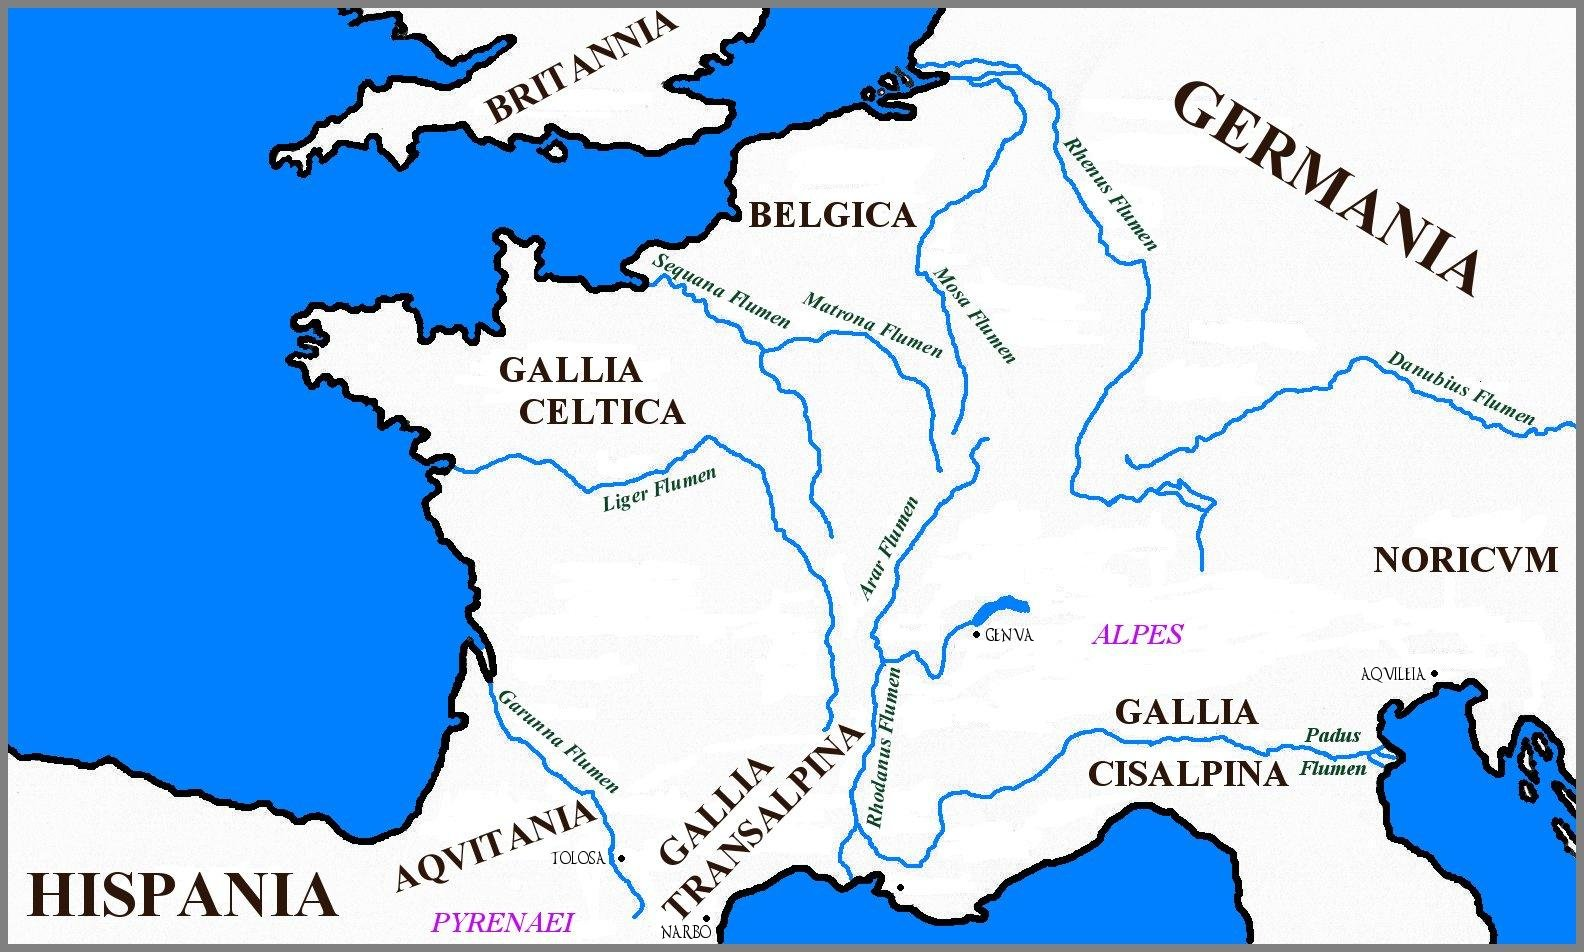 BRITANNIA
GERMANIA
Rhenus Flumen
BELGICA
Sequana Flumen
Matrona Flumen
Mosa Flumen
GALLIA
CELTICA
Danubius Flumen
Liger Flumen
Arar Flumen
NORICVM
GENVA
ALPES
AQVILEIA
Garunna Flumen
Rhodanus Flumen
GALLIA
CISALPINA
Padus
Flumen
GALLIA
TRANSALPINA
AQVITANIA
TOLOSA
HISPANIA
PYRENAEI
NARBO